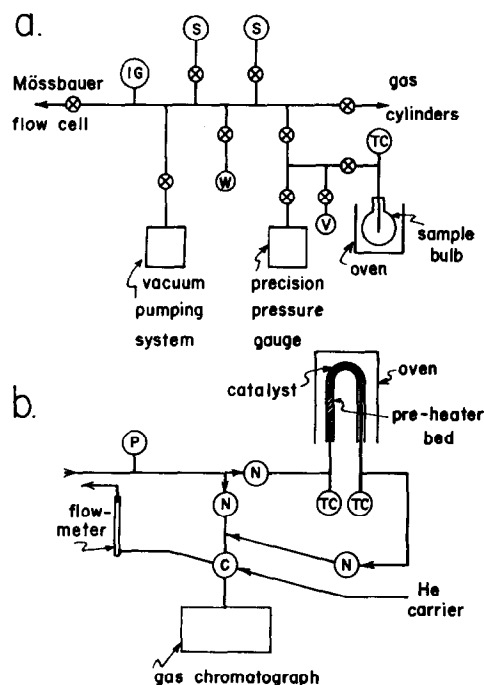 a.
S
S
IG
Mössbauer
flow cell
gas
cylinders
TC
W
V
sample
bulb
oven
vacuum
pumping
system
precision
pressure
gauge
b.
oven
catalyst
pre-heater
bed
P
N
TC
TC
N
flow-
meter
N
C
He
carrier
gas chromatograph